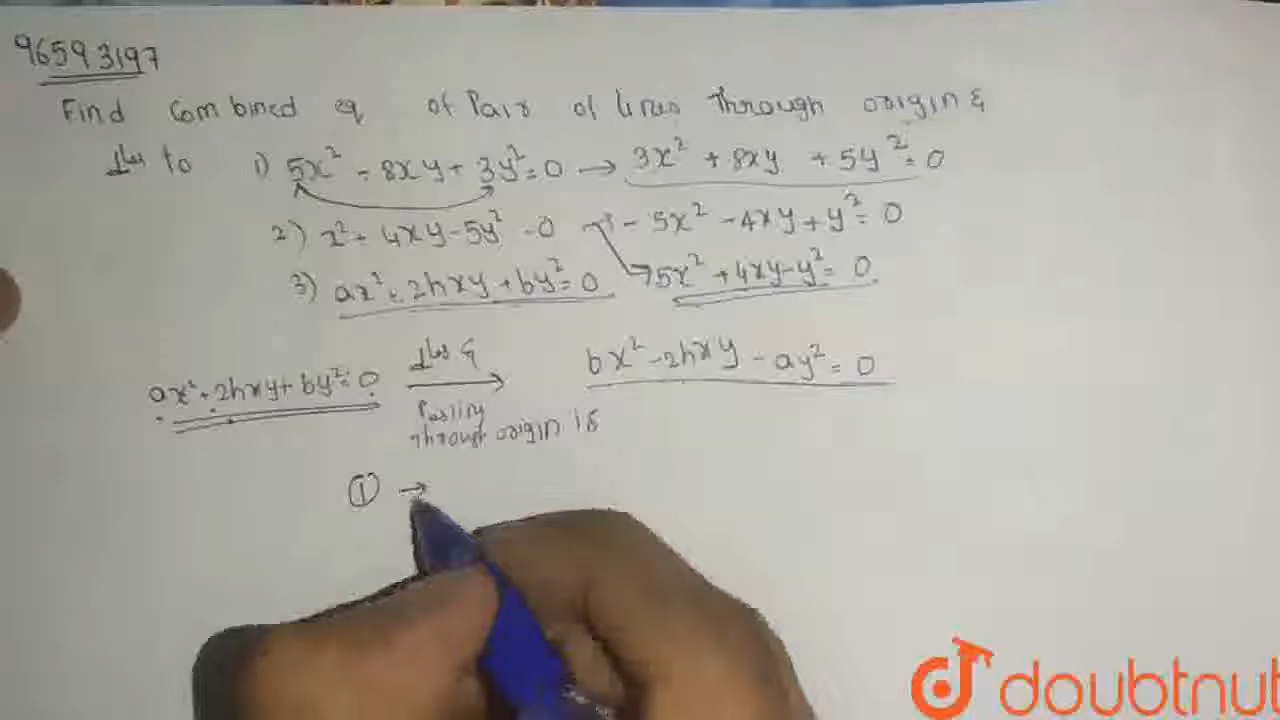 96593197
Find Combined eq of Pair of lines Through origin &
⊥lar to 1) 5x² - 8xy + 3y² = 0 → 3x² + 8xy + 5y² = 0
2) x² + 4xy - 5y² = 0 → - 5x² - 4xy + y² = 0
3) ax² + 2hxy + by² = 0 → 5x² + 4xy - y² = 0
ax² + 2hxy + by² = 0 ⊥lar & → bx² - 2hxy - ay² = 0
Passing
through origin is
① →
doubtnut